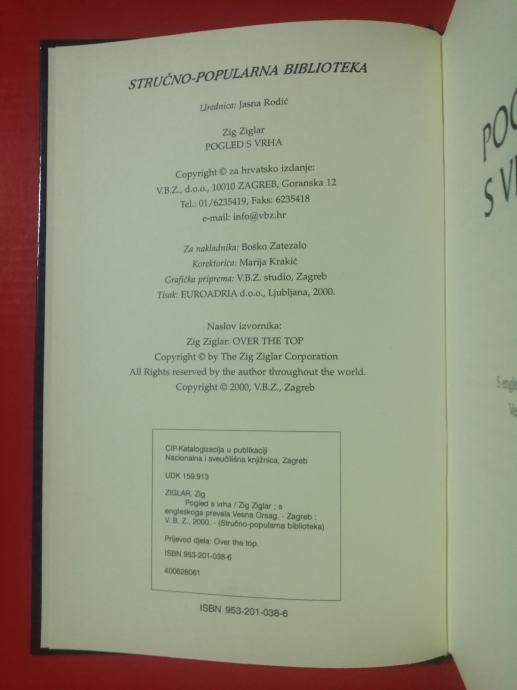 STRUČNO-POPULARNA BIBLIOTEKA
Urednica: Jasna Rodić
Zig Ziglar
POGLED S VRHA
Copyright © za hrvatsko izdanje:
V.B.Z., d.o.o., 10010 ZAGREB, Goranska 12
Tel.: 01/6235419, Faks: 6235418
e-mail: info@vbz.hr
Za nakladnika: Boško Zatezalo
Korektorica: Marija Krakić
Grafička priprema: V.B.Z. studio, Zagreb
Tisak: EUROADRIA d.o.o., Ljubljana, 2000.
Naslov izvornika:
Zig Ziglar: OVER THE TOP
Copyright © by The Zig Ziglar Corporation
All Rights reserved by the author throughout the world.
Copyright © 2000, V.B.Z., Zagreb
CIP-Katalogizacija u publikaciji
Nacionalna i sveučilišna knjižnica, Zagreb
UDK 159.913
ZIGLAR, Zig
Pogled s vrha / Zig Ziglar ; s
engleskoga prevela Vesna Orsag. - Zagreb :
V. B. Z., 2000. - (Stručno-popularna biblioteka)
Prijevod djela: Over the top.
ISBN 953-201-038-6
400628061
ISBN 953-201-038-6